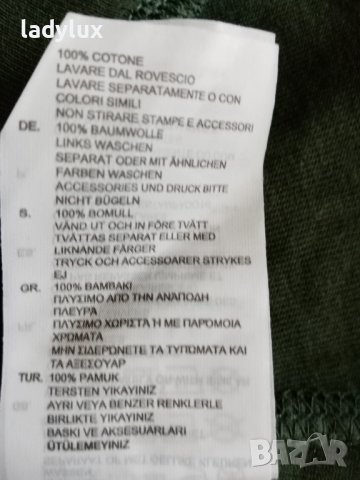 ladylux
100% COTONE
LAVARE DAL ROVESCIO
LAVARE SEPARATAMENTE O CON
COLORI SIMILI
NON STIRARE STAMPE E ACCESSORI
DE. 100% BAUMWOLLE
LINKS WASCHEN
SEPARAT ODER MIT ÄHNLICHEN
FARBEN WASCHEN
ACCESSORIES UND DRUCK BITTE
NICHT BÜGELN
S. 100% BOMULL
VÄND UT OCH IN FÖRE TVÄTT
TVÄTTAS SEPARAT ELLER MED
LIKNANDE FÄRGER
TRYCK OCH ACCESSOARER STRYKES
EJ
GR. 100% ΒΑΜΒΑΚΙ
ΠΛΥΣΙΜΟ ΑΠΟ ΤΗΝ ΑΝΑΠΟΔΗ
ΠΛΕΥΡΑ
ΠΛΥΣΙΜΟ ΧΩΡΙΣΤΑ Ή ΜΕ ΠΑΡΟΜΟΙΑ
ΧΡΩΜΑΤΑ
ΜΗΝ ΣΙΔΕΡΩΝΕΤΕ ΤΑ ΤΥΠΩΜΑΤΑ ΚΑΙ
ΤΑ ΑΞΕΣΟΥΑΡ
TUR. 100% PAMUK
TERSTEN YIKAYINIZ
AYRI VEYA BENZER RENKLERLE
BIRLIKTE YIKAYINIZ
BASKI VE AKSESUARLARI
ÜTÜLEMEYINIZ
bazar